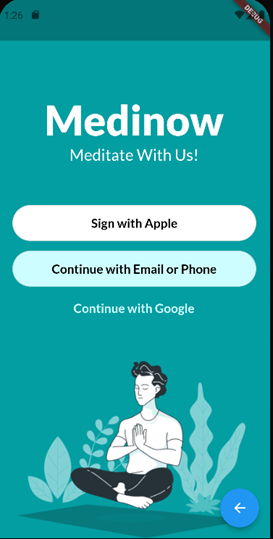 1:26
DEBUG
Medinow
Meditate With Us!
Sign with Apple
Continue with Email or Phone
Continue with Google